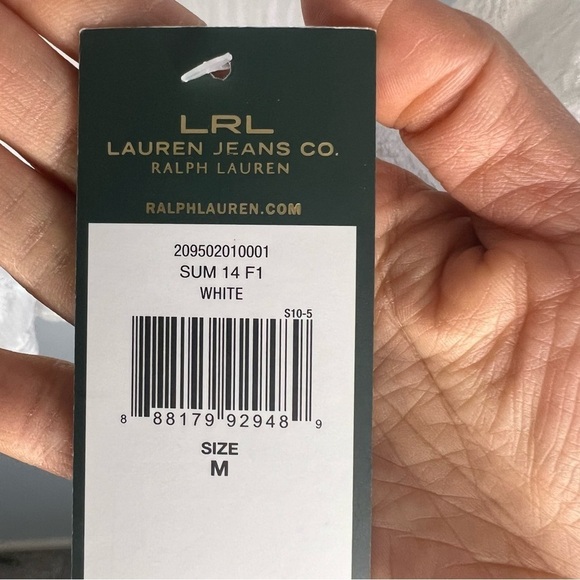 LRL
LAUREN JEANS CO.
RALPH LAUREN
RALPHLAUREN.COM
209502010001
SUM 14 F1
WHITE
S10-5
8 88179 92948 9
SIZE
M